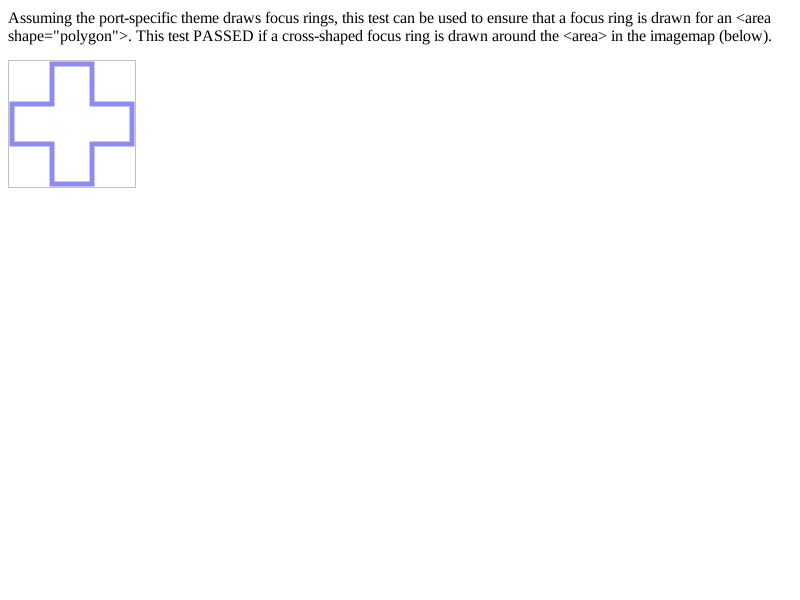 Assuming the port-specific theme draws focus rings, this test can be used to ensure that a focus ring is drawn for an <area
shape="polygon">. This test PASSED if a cross-shaped focus ring is drawn around the <area> in the imagemap (below).